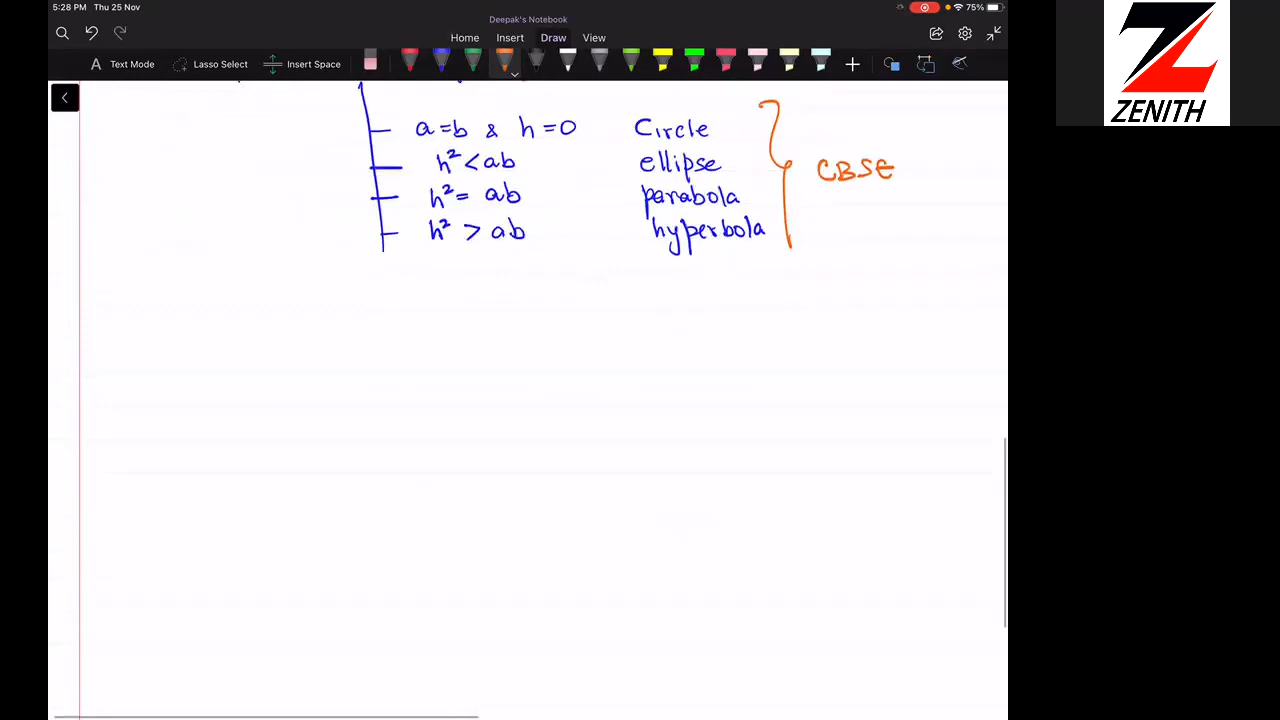 5:28 PM Thu 25 Nov
75%
Deepak's Notebook
Home Insert Draw View
A Text Mode Lasso Select Insert Space
a=b & h=0 Circle
h² < ab ellipse
h² = ab parabola
h² > ab hyperbola
CBSE
Z
ZENITH